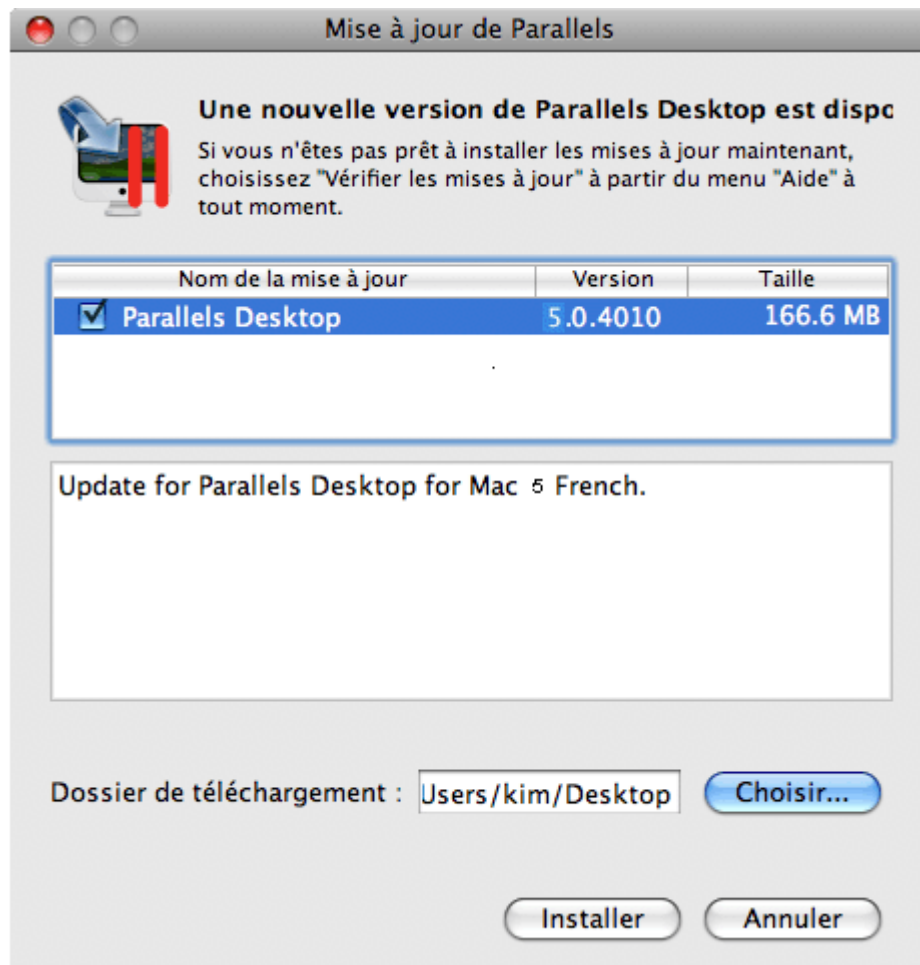 Mise à jour de Parallels
Une nouvelle version de Parallels Desktop est dispo
Si vous n'êtes pas prêt à installer les mises à jour maintenant,
choisissez "Vérifier les mises à jour" à partir du menu "Aide" à
tout moment.
Nom de la mise à jour Version Taille
Parallels Desktop 5.0.4010 166.6 MB
Update for Parallels Desktop for Mac 5 French.
Dossier de téléchargement : Users/kim/Desktop Choisir...
Installer Annuler